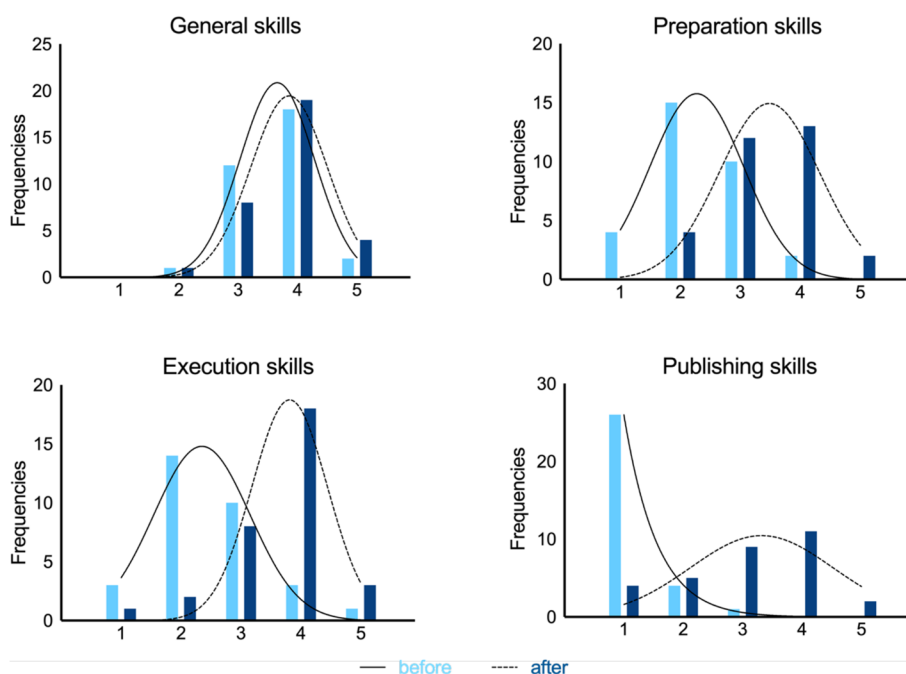 General skills
Frequenciess
25
20
15
10
5
0
1 2 3 4 5
Preparation skills
Frequencies
20
15
10
5
0
1 2 3 4 5
Execution skills
Frequencies
20
15
10
5
0
1 2 3 4 5
Publishing skills
Frequencies
30
20
10
0
1 2 3 4 5
before after